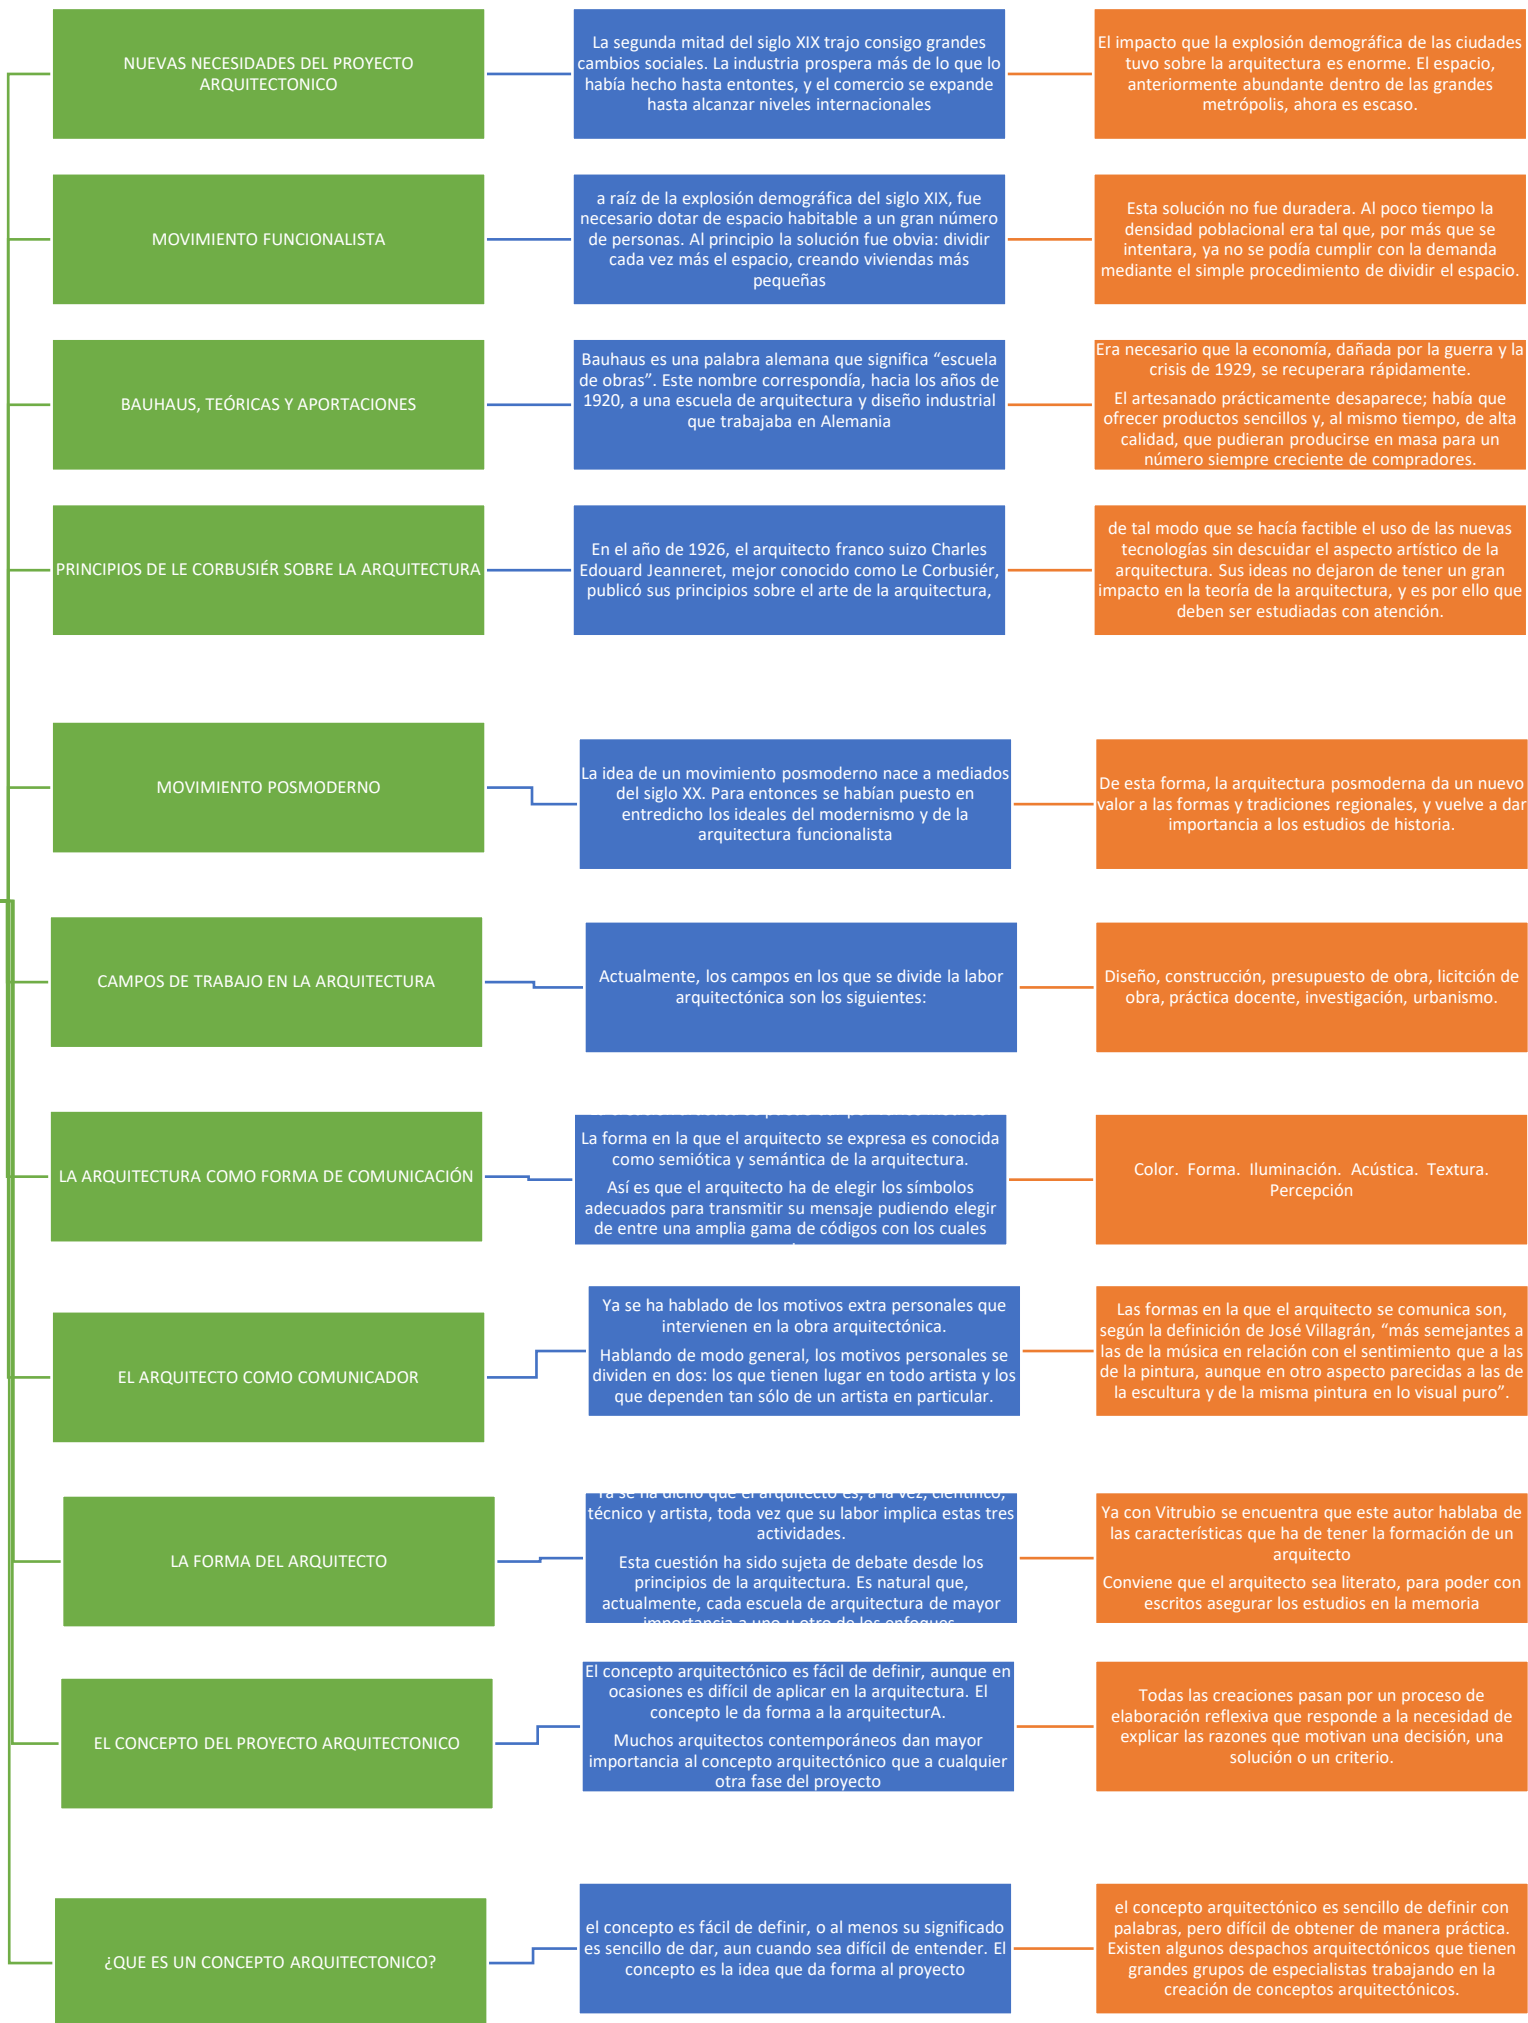 NUEVAS NECESIDADES DEL PROYECTO
ARQUITECTONICO
La segunda mitad del siglo XIX trajo consigo grandes
cambios sociales. La industria prospera más de lo que lo
había hecho hasta entontes, y el comercio se expande
hasta alcanzar niveles internacionales
El impacto que la explosión demográfica de las ciudades
tuvo sobre la arquitectura es enorme. El espacio,
anteriormente abundante dentro de las grandes
metrópolis, ahora es escaso.
MOVIMIENTO FUNCIONALISTA
a raíz de la explosión demográfica del siglo XIX, fue
necesario dotar de espacio habitable a un gran número
de personas. Al principio la solución fue obvia: dividir
cada vez más el espacio, creando viviendas más
pequeñas
Esta solución no fue duradera. Al poco tiempo la
densidad poblacional era tal que, por más que se
intentara, ya no se podía cumplir con la demanda
mediante el simple procedimiento de dividir el espacio.
BAUHAUS, TEÓRICAS Y APORTACIONES
Bauhaus es una palabra alemana que significa “escuela
de obras”. Este nombre correspondía, hacia los años de
1920, a una escuela de arquitectura y diseño industrial
que trabajaba en Alemania
Era necesario que la economía, dañada por la guerra y la
crisis de 1929, se recuperara rápidamente.
El artesanado prácticamente desaparece; había que
ofrecer productos sencillos y, al mismo tiempo, de alta
calidad, que pudieran producirse en masa para un
número siempre creciente de compradores.
PRINCIPIOS DE LE CORBUSIÉR SOBRE LA ARQUITECTURA
En el año de 1926, el arquitecto franco suizo Charles
Edouard Jeanneret, mejor conocido como Le Corbusiér,
publicó sus principios sobre el arte de la arquitectura,
de tal modo que se hacía factible el uso de las nuevas
tecnologías sin descuidar el aspecto artístico de la
arquitectura. Sus ideas no dejaron de tener un gran
impacto en la teoría de la arquitectura, y es por ello que
deben ser estudiadas con atención.
MOVIMIENTO POSMODERNO
La idea de un movimiento posmoderno nace a mediados
del siglo XX. Para entonces se habían puesto en
entredicho los ideales del modernismo y de la
arquitectura funcionalista
De esta forma, la arquitectura posmoderna da un nuevo
valor a las formas y tradiciones regionales, y vuelve a dar
importancia a los estudios de historia.
CAMPOS DE TRABAJO EN LA ARQUITECTURA
Actualmente, los campos en los que se divide la labor
arquitectónica son los siguientes:
Diseño, construcción, presupuesto de obra, licitción de
obra, práctica docente, investigación, urbanismo.
LA ARQUITECTURA COMO FORMA DE COMUNICACIÓN
La forma en la que el arquitecto se expresa es conocida
como semiótica y semántica de la arquitectura.
Así es que el arquitecto ha de elegir los símbolos
adecuados para transmitir su mensaje pudiendo elegir
de entre una amplia gama de códigos con los cuales
Color. Forma. Iluminación. Acústica. Textura.
Percepción
EL ARQUITECTO COMO COMUNICADOR
Ya se ha hablado de los motivos extra personales que
intervienen en la obra arquitectónica.
Hablando de modo general, los motivos personales se
dividen en dos: los que tienen lugar en todo artista y los
que dependen tan sólo de un artista en particular.
Las formas en la que el arquitecto se comunica son,
según la definición de José Villagrán, “más semejantes a
las de la música en relación con el sentimiento que a las
de la pintura, aunque en otro aspecto parecidas a las de
la escultura y de la misma pintura en lo visual puro”.
LA FORMA DEL ARQUITECTO
Ya se ha dicho que el arquitecto es, a la vez, científico,
técnico y artista, toda vez que su labor implica estas tres
actividades.
Esta cuestión ha sido sujeta de debate desde los
principios de la arquitectura. Es natural que,
actualmente, cada escuela de arquitectura de mayor
importancia a uno u otro de los enfoques
Ya con Vitrubio se encuentra que este autor hablaba de
las características que ha de tener la formación de un
arquitecto
Conviene que el arquitecto sea literato, para poder con
escritos asegurar los estudios en la memoria
EL CONCEPTO DEL PROYECTO ARQUITECTONICO
El concepto arquitectónico es fácil de definir, aunque en
ocasiones es difícil de aplicar en la arquitectura. El
concepto le da forma a la arquitecturA.
Muchos arquitectos contemporáneos dan mayor
importancia al concepto arquitectónico que a cualquier
otra fase del proyecto
Todas las creaciones pasan por un proceso de
elaboración reflexiva que responde a la necesidad de
explicar las razones que motivan una decisión, una
solución o un criterio.
¿QUE ES UN CONCEPTO ARQUITECTONICO?
el concepto es fácil de definir, o al menos su significado
es sencillo de dar, aun cuando sea difícil de entender. El
concepto es la idea que da forma al proyecto
el concepto arquitectónico es sencillo de definir con
palabras, pero difícil de obtener de manera práctica.
Existen algunos despachos arquitectónicos que tienen
grandes grupos de especialistas trabajando en la
creación de conceptos arquitectónicos.